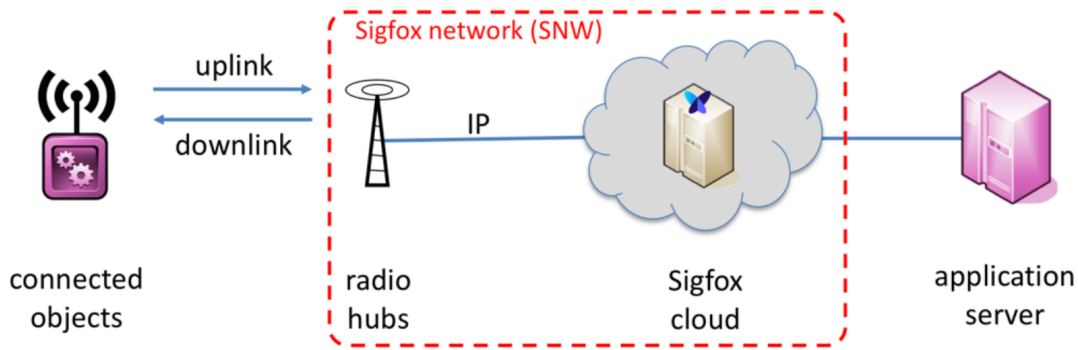 Sigfox network (SNW)
uplink
downlink
IP
connected
objects
radio
hubs
Sigfox
cloud
application
server